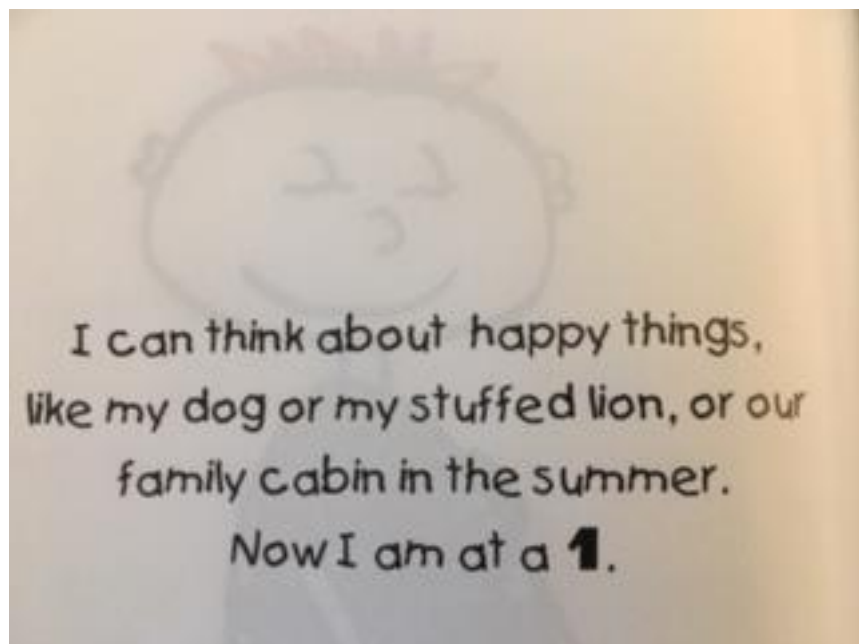 I can think about happy things,
like my dog or my stuffed lion, or our
family cabin in the summer.
Now I am at a 1.